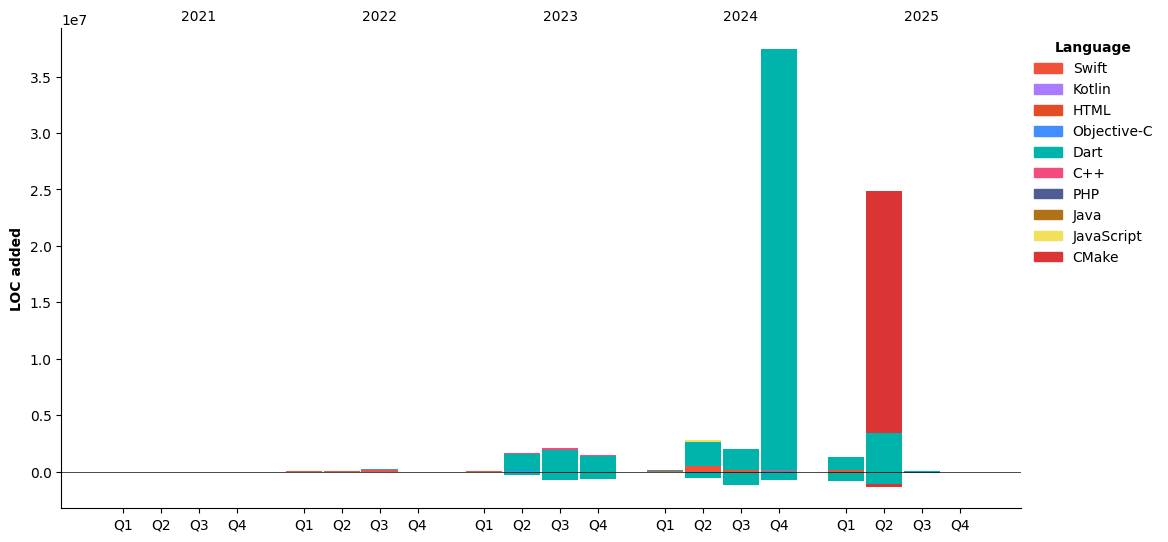 2021 2022 2023 2024 2025
1e7
Language
Swift
Kotlin
HTML
Objective-C
Dart
C++
PHP
Java
JavaScript
CMake
LOC added
3.5
3.0
2.5
2.0
1.5
1.0
0.5
0.0
Q1 Q2 Q3 Q4 Q1 Q2 Q3 Q4 Q1 Q2 Q3 Q4 Q1 Q2 Q3 Q4 Q1 Q2 Q3 Q4